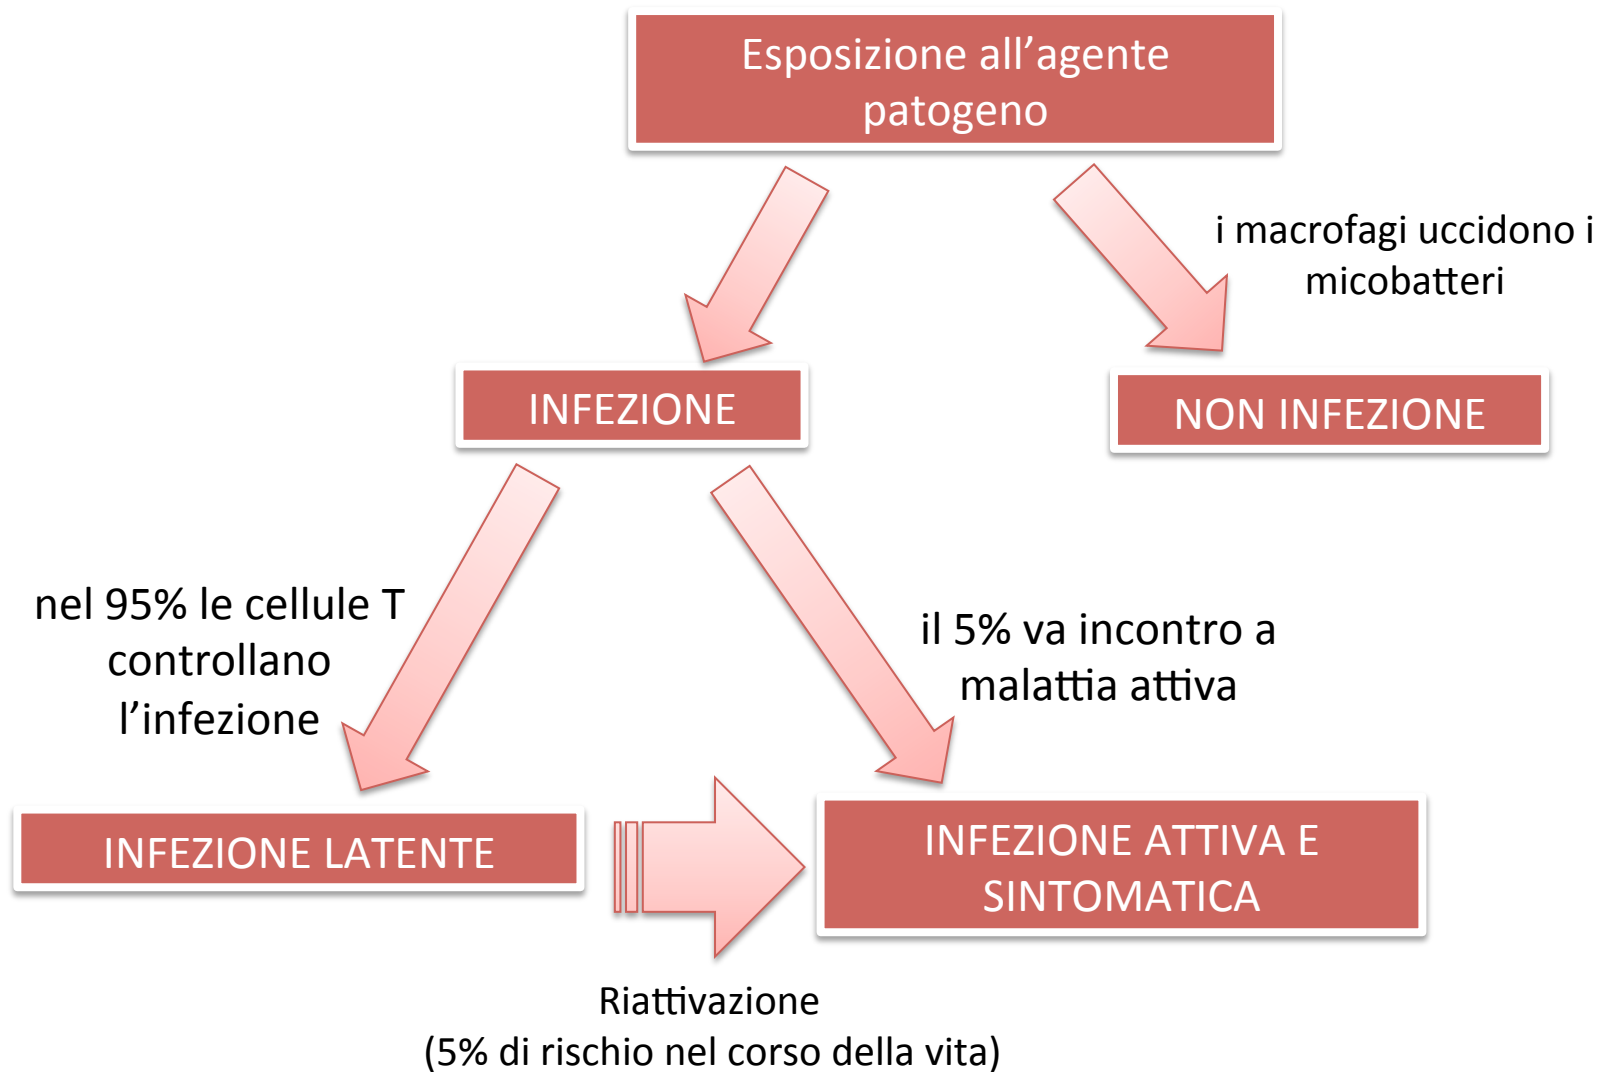 Esposizione all’agente
patogeno
i macrofagi uccidono i
micobatteri
INFEZIONE
NON INFEZIONE
nel 95% le cellule T
controllano
l’infezione
il 5% va incontro a
malattia attiva
INFEZIONE LATENTE
INFEZIONE ATTIVA E
SINTOMATICA
Riattivazione
(5% di rischio nel corso della vita)